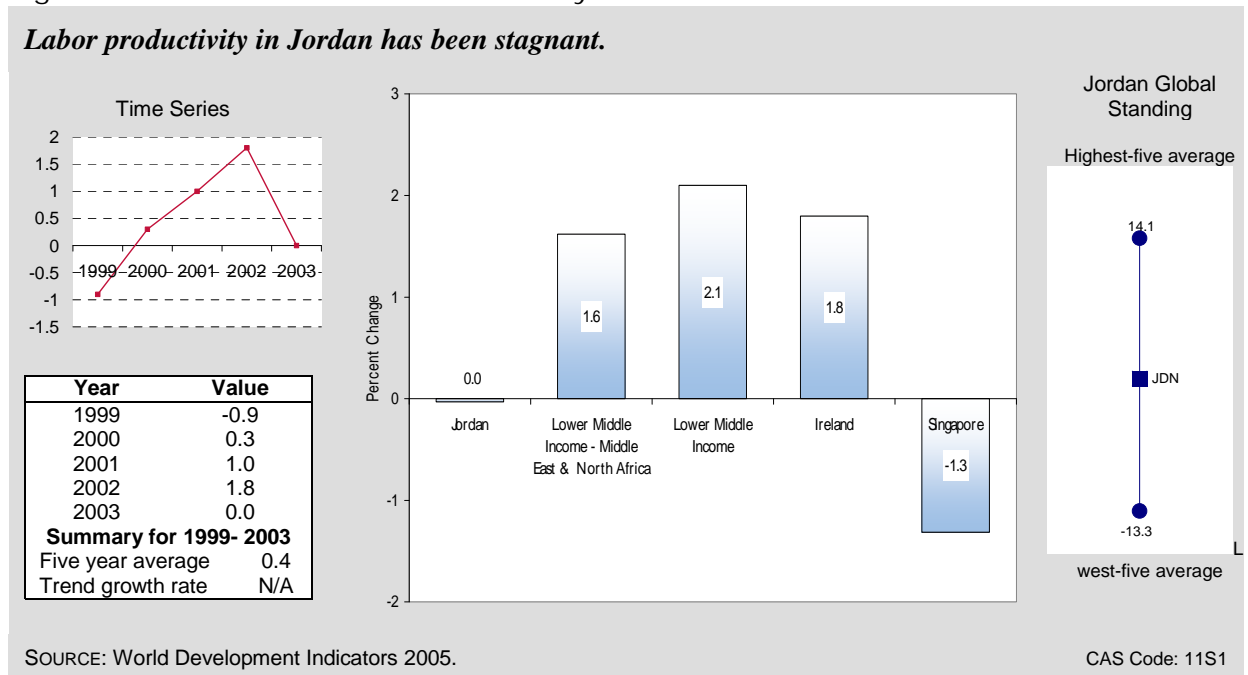 Labor productivity in Jordan has been stagnant.
Time Series
2
1.5
1
0.5
0
-0.5
-1
-1.5
1999 2000 2001 2002 2003
Year Value
1999 -0.9
2000 0.3
2001 1.0
2002 1.8
2003 0.0
Summary for 1999- 2003
Five year average 0.4
Trend growth rate N/A
Percent Change
3
2
1
0
-1
-2
0.0
1.6
2.1
1.8
-1.3
Jordan
Lower Middle
Income - Middle
East & North Africa
Lower Middle
Income
Ireland
Singapore
Jordan Global
Standing
Highest-five average
14.1
JDN
-13.3
L
west-five average
SOURCE: World Development Indicators 2005.
CAS Code: 11S1